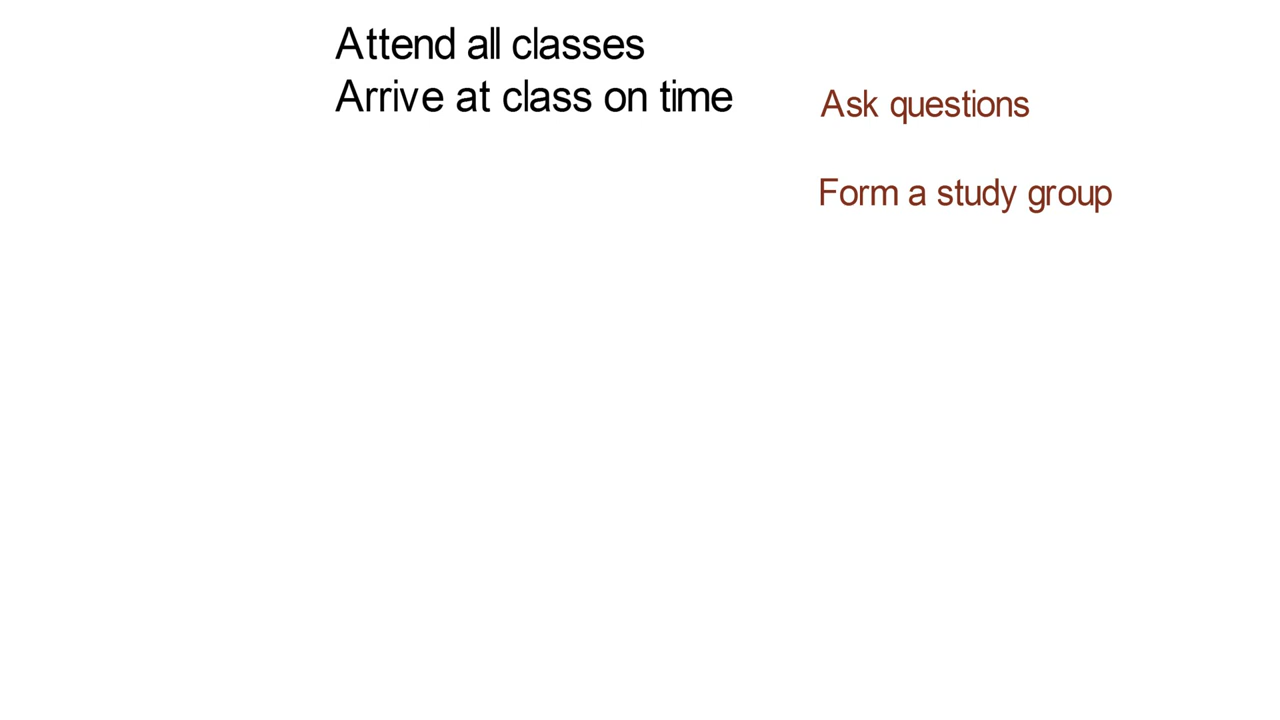 Attend all classes
Arrive at class on time
Ask questions
Form a study group